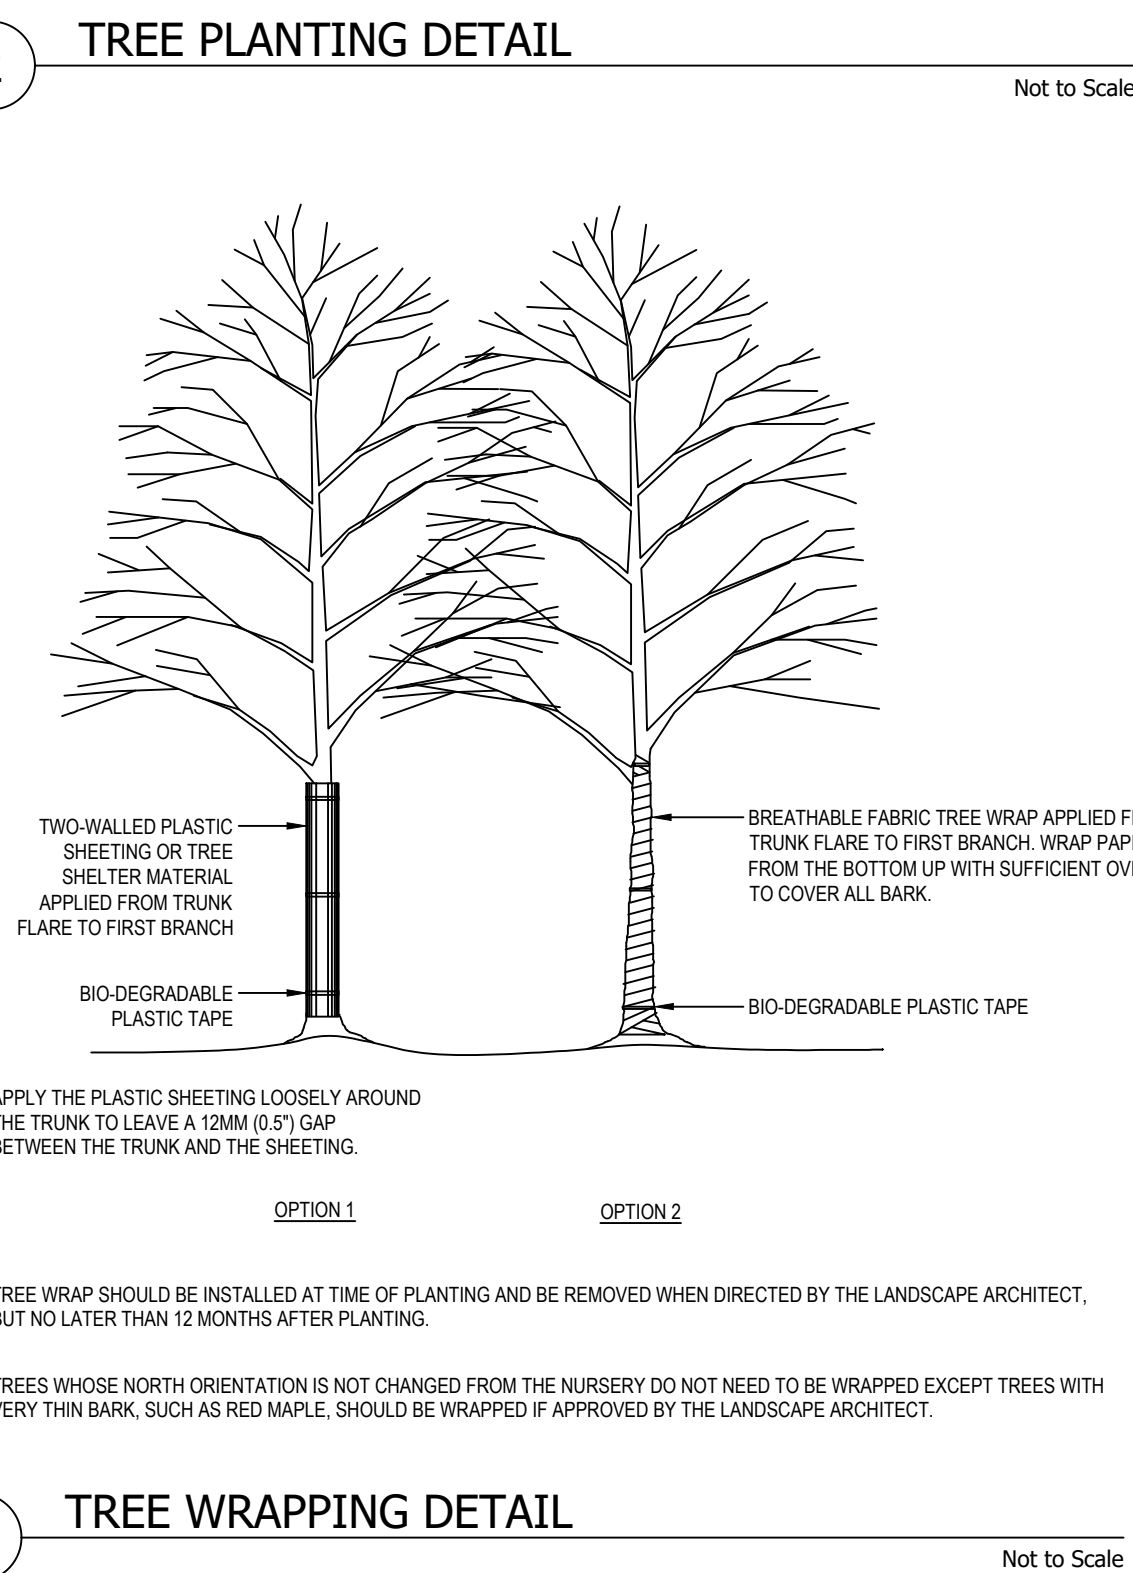 TREE PLANTING DETAIL
Not to Scale
TWO-WALLED PLASTIC
SHEETING OR TREE
SHELTER MATERIAL
APPLIED FROM TRUNK
FLARE TO FIRST BRANCH
BIO-DEGRADABLE
PLASTIC TAPE
BREATHABLE FABRIC TREE WRAP APPLIED
TRUNK FLARE TO FIRST BRANCH. WRAP
FROM THE BOTTOM UP WITH SUFFICIENT
TO COVER ALL BARK.
BIO-DEGRADABLE PLASTIC TAPE
APPLY THE PLASTIC SHEETING LOOSELY AROUND
THE TRUNK TO LEAVE A 12MM (0.5") GAP
BETWEEN THE TRUNK AND THE SHEETING.
OPTION 1
OPTION 2
TREE WRAP SHOULD BE INSTALLED AT TIME OF PLANTING AND BE REMOVED WHEN DIRECTED BY THE LANDSCAPE ARCHITECT,
BUT NO LATER THAN 12 MONTHS AFTER PLANTING.
TREES WHOSE NORTH ORIENTATION IS NOT CHANGED FROM THE NURSERY DO NOT NEED TO BE WRAPPED EXCEPT TREES WITH
VERY THIN BARK, SUCH AS RED MAPLE, SHOULD BE WRAPPED IF APPROVED BY THE LANDSCAPE ARCHITECT.
TREE WRAPPING DETAIL
Not to Scale